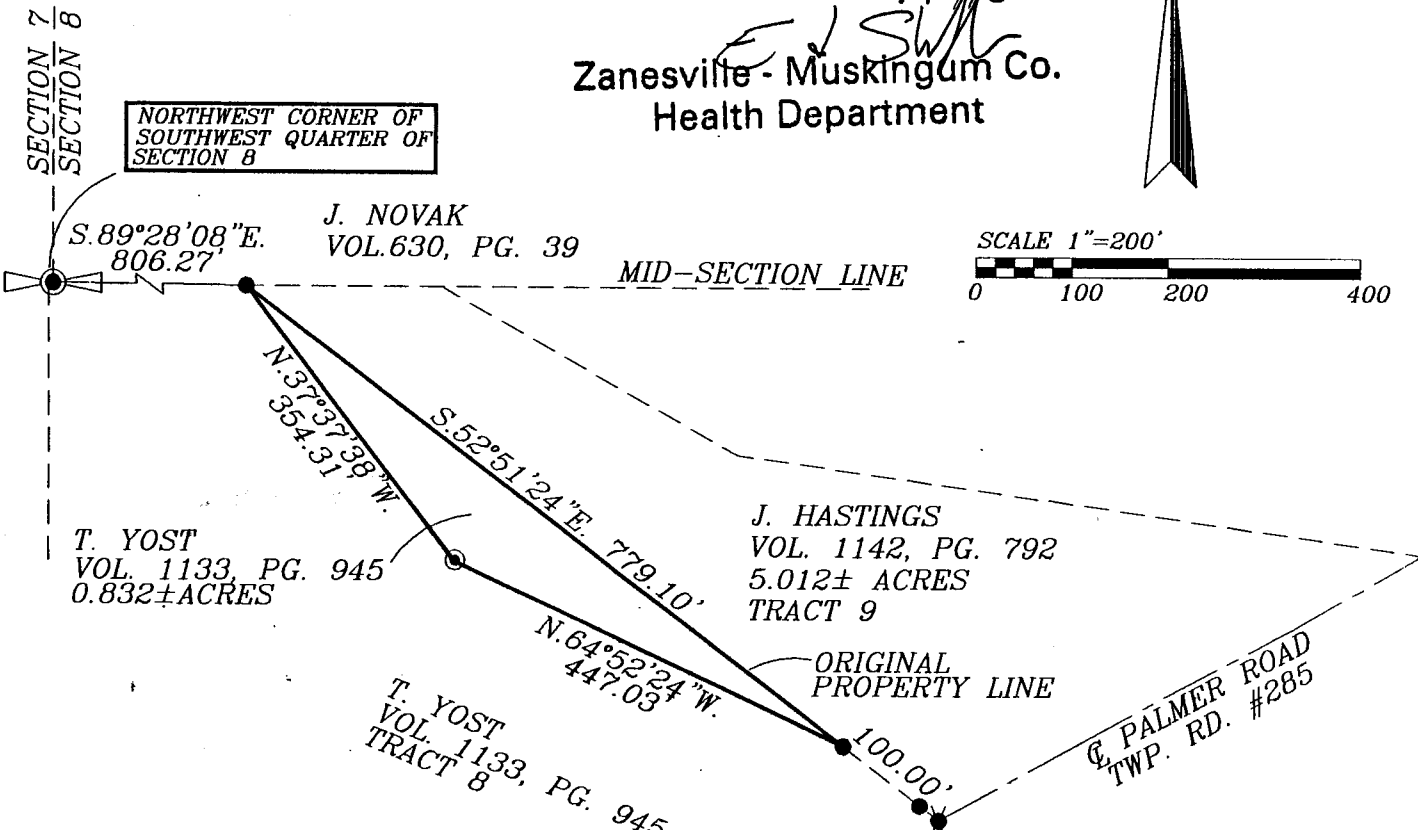 SECTION 7
SECTION 8
Zanesville - Muskingum Co.
Health Department
NORTHWEST CORNER OF
SOUTHWEST QUARTER OF
SECTION 8
S.89°28'08"E.
806.27'
J. NOVAK
VOL.630, PG. 39
MID-SECTION LINE
SCALE 1"=200'
0 100 200 400
N.37°37'38"W.
354.31'
S.52°51'24"E. 779.10'
T. YOST
VOL. 1133, PG. 945
0.832±ACRES
J. HASTINGS
VOL. 1142, PG. 792
5.012± ACRES
TRACT 9
N.64°52'24"W.
447.03'
ORIGINAL
PROPERTY LINE
T. YOST
VOL. 1133, PG. 945
TRACT 8
100.00'
℄ PALMER ROAD
TWP. RD. #285